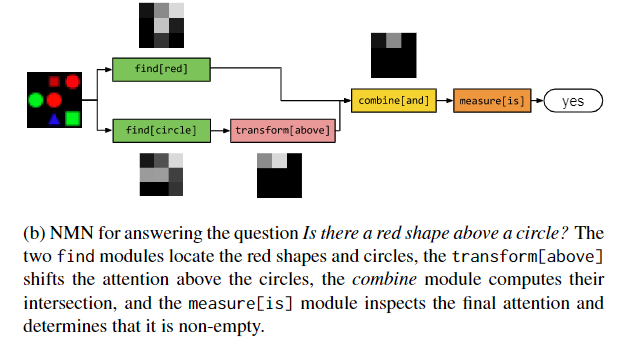 find[red]
combine[and]
measure[is]
yes
find[circle]
transform[above]
(b) NMN for answering the question Is there a red shape above a circle? The
two find modules locate the red shapes and circles, the transform[above]
shifts the attention above the circles, the combine module computes their
intersection, and the measure[is] module inspects the final attention and
determines that it is non-empty.